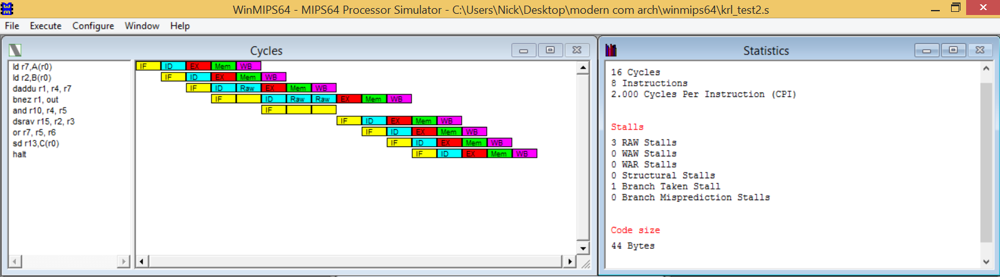 WinMIPS64 - MIPS64 Processor Simulator - C:\Users\Nick\Desktop\modern com arch\winmips64\krl_test2.s
File Execute Configure Window Help
Cycles
ld r7,A(r0)
ld r2,B(r0)
daddu r1, r4, r7
bnez r1, out
and r10, r4, r5
dsrav r15, r2, r3
or r7, r5, r6
sd r13,C(r0)
halt
IF ID EX Mem WB
IF ID EX Mem WB
IF ID Raw EX Mem WB
IF ID Raw Raw EX Mem WB
IF
IF ID EX Mem WB
IF ID EX Mem WB
IF ID EX Mem WB
IF ID EX Mem WB
Statistics
16 Cycles
8 Instructions
2.000 Cycles Per Instruction (CPI)
Stalls
3 RAW Stalls
0 WAW Stalls
0 WAR Stalls
0 Structural Stalls
1 Branch Taken Stall
0 Branch Misprediction Stalls
Code size
44 Bytes